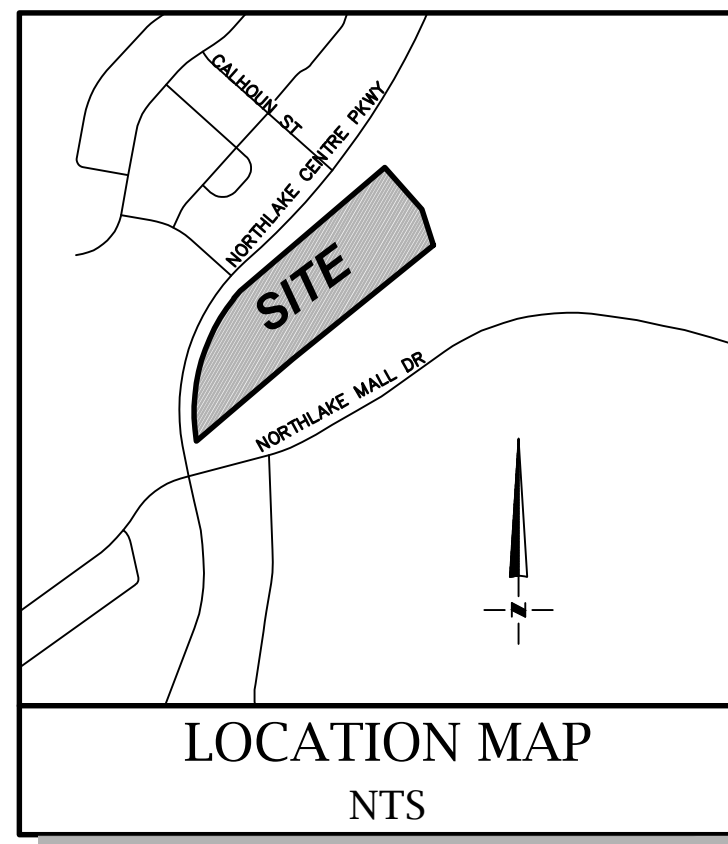 CALHOUN ST
NORTHLAKE CENTRE PKWY
SITE
NORTHLAKE MALL DR
N
LOCATION MAP
NTS